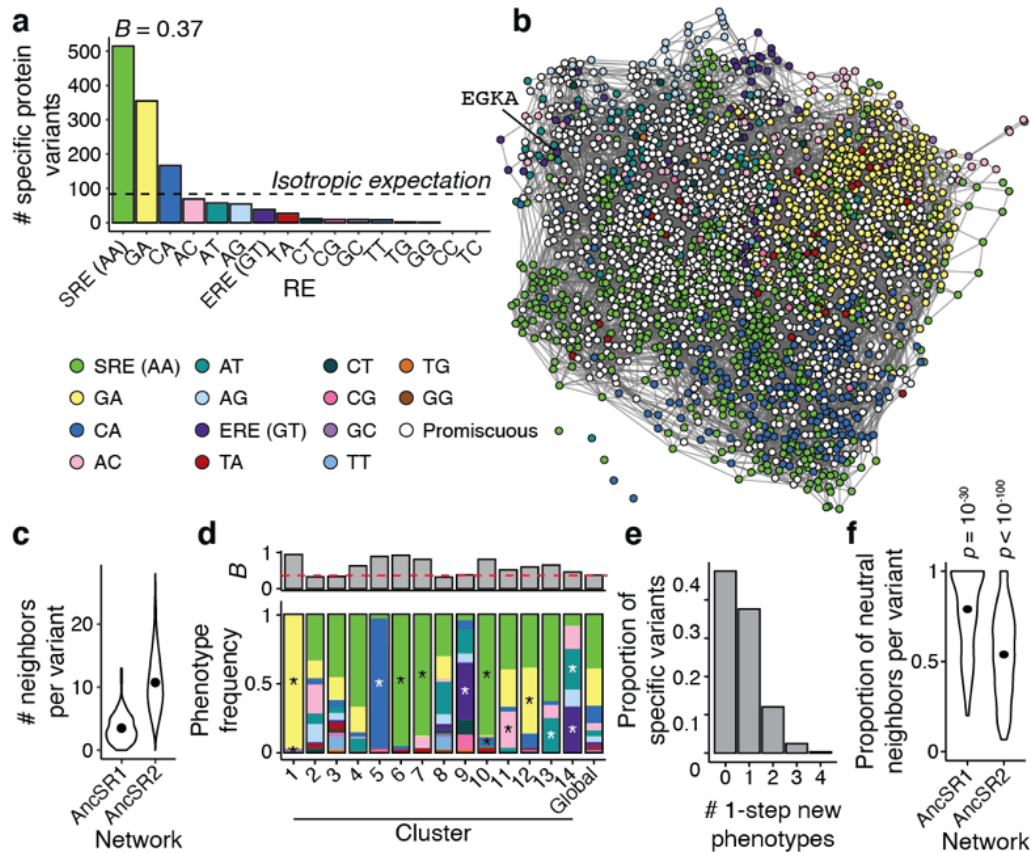 a
B = 0.37
# specific protein
variants
500
400
300
200
100
0
Isotropic expectation
SRE (AA)
GA
CA
AC
AT
AG
ERE (GT)
TA
CT
CG
GC
TT
TG
GG
CC
TC
RE
b
EGKA
SRE (AA)
GA
CA
AC
AT
AG
ERE (GT)
TA
CT
CG
GC
TT
TG
GG
Promiscuous
c
# neighbors
per variant
20
10
0
AncSR1
AncSR2
Network
d
B
1
0
Phenotype
frequency
1
0.5
0
* * * * * * * * * * * * *
1
2
3
4
5
6
7
8
9
10
11
12
13
14
Global
Cluster
e
Proportion of
specific variants
0.4
0.3
0.2
0.1
0
0 1 2 3 4
# 1-step new
phenotypes
f
p = 10⁻³⁰
p < 10⁻¹⁰⁰
Proportion of neutral
neighbors per variant
1
0.5
0
AncSR1
AncSR2
Network